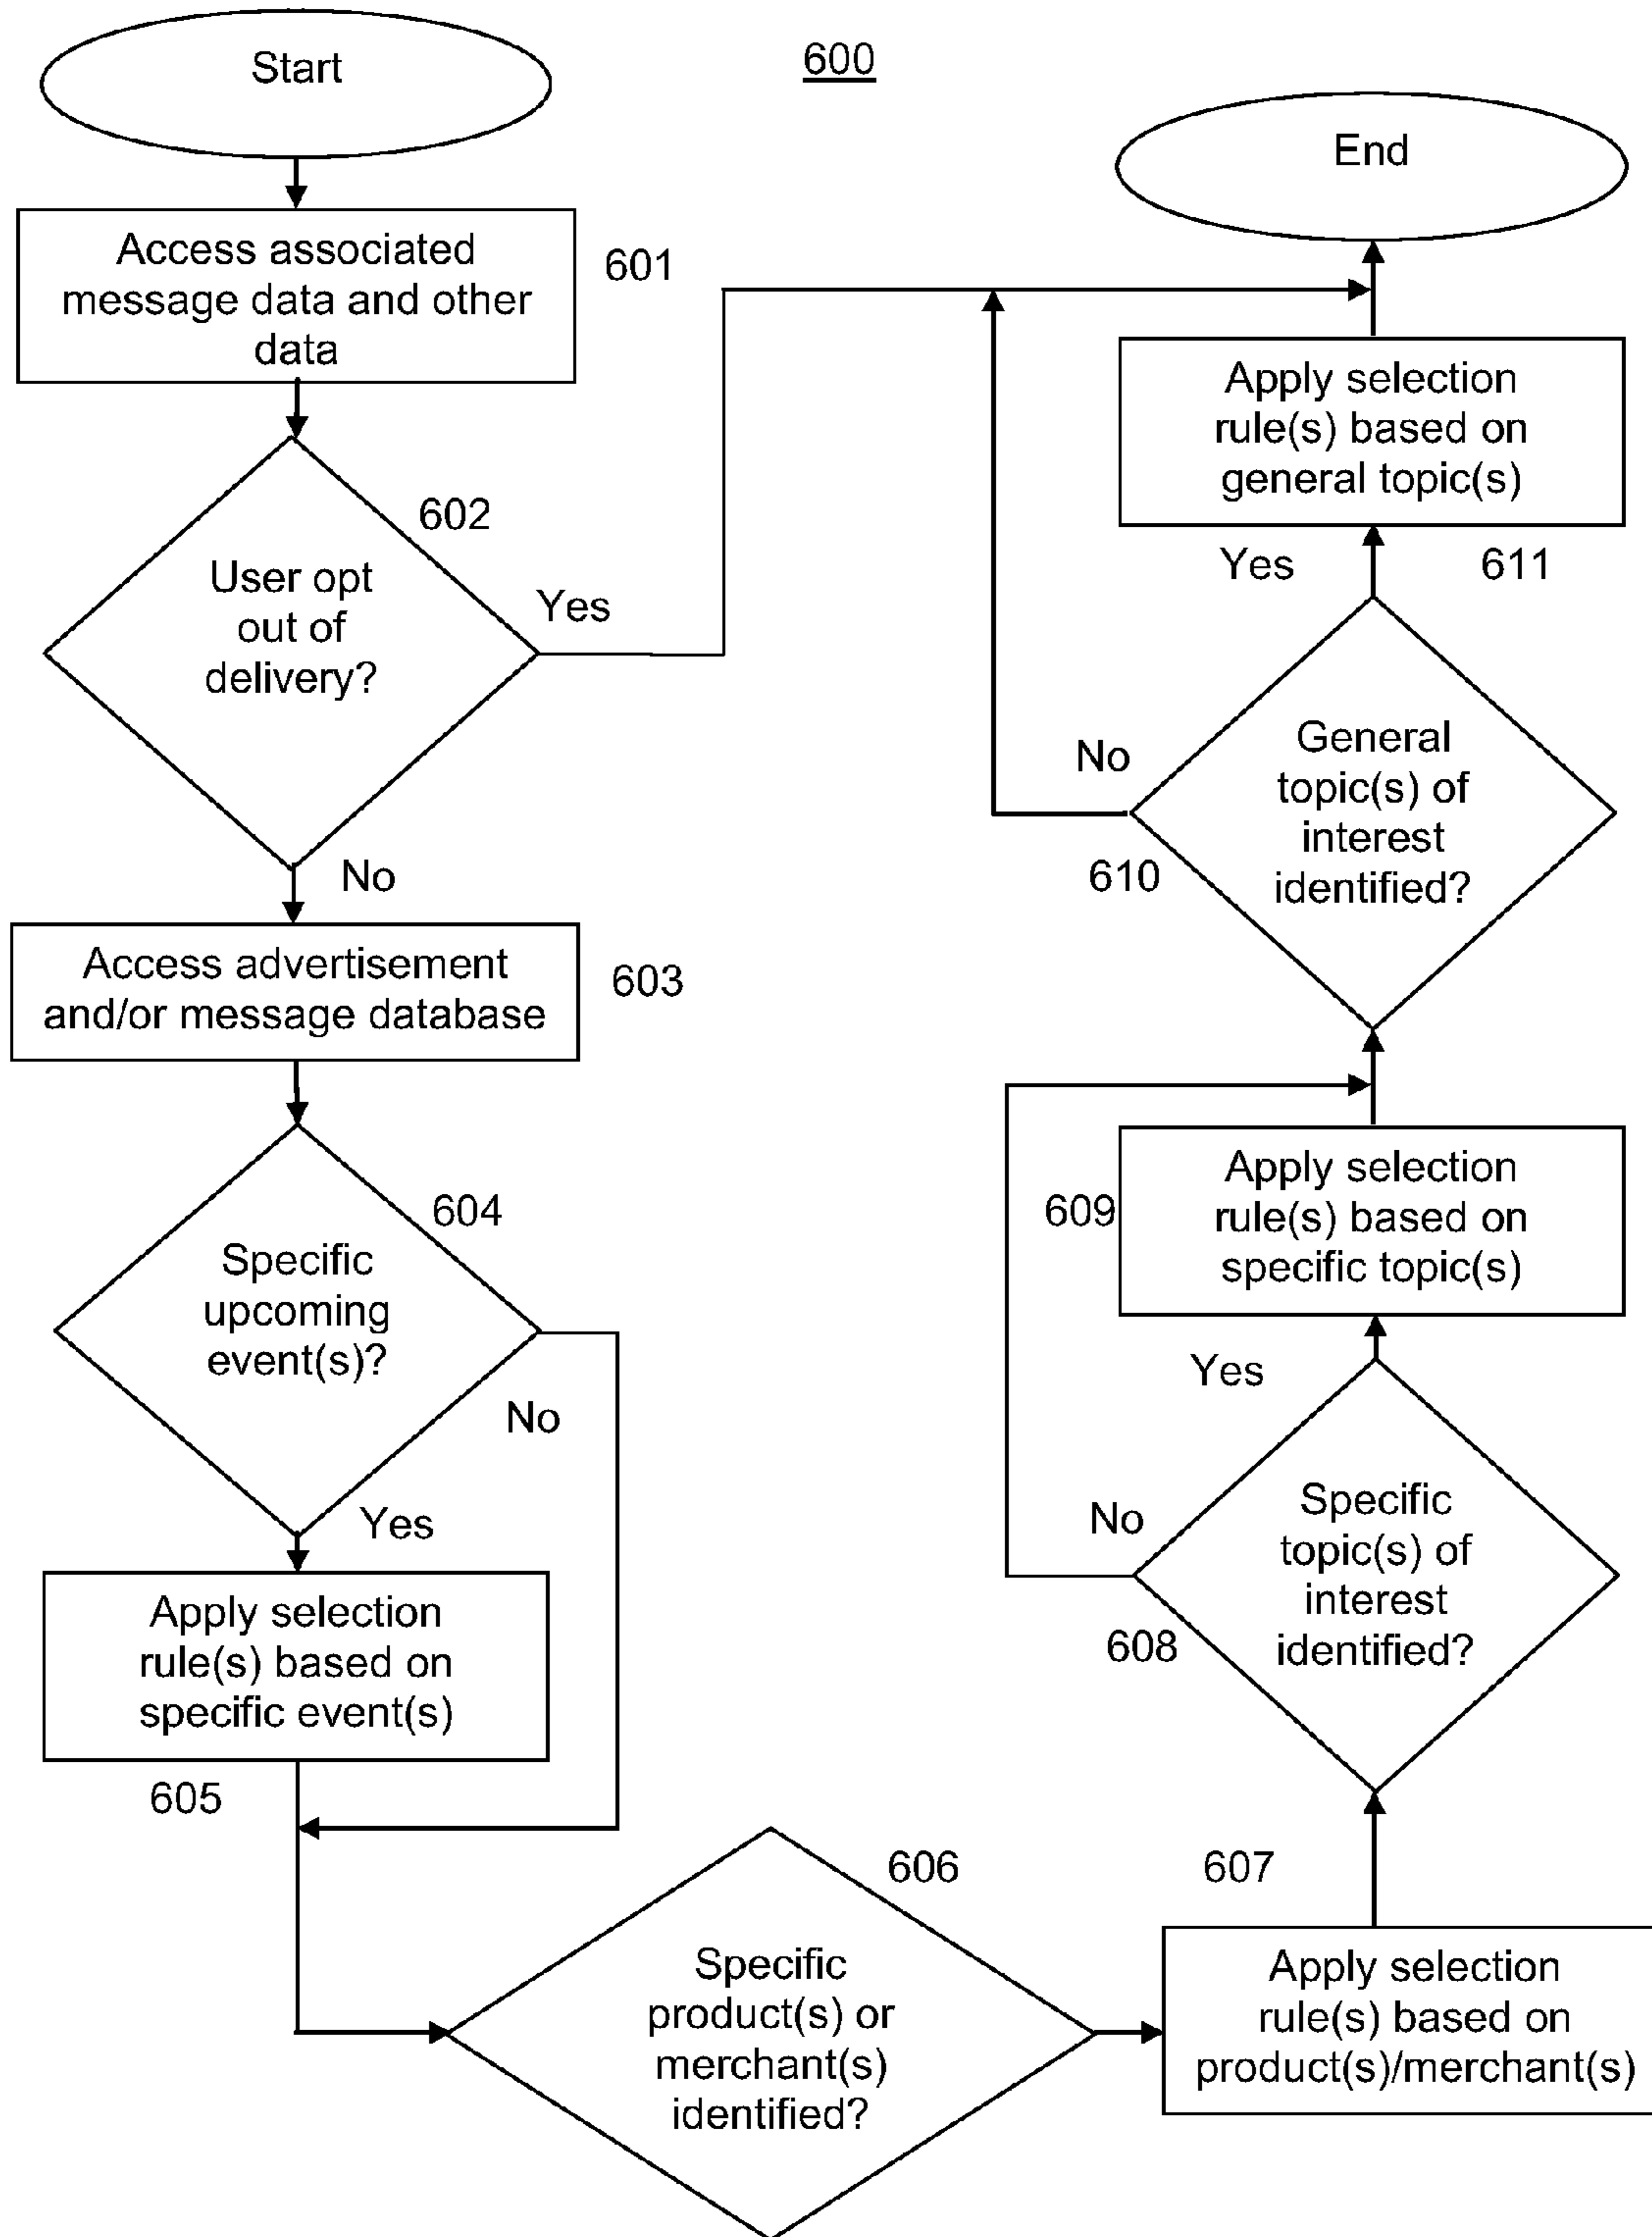 600
Start
Access associated
message data and other
data
601
602
User opt
out of
delivery?
Yes
No
Access advertisement
and/or message database
603
604
Specific
upcoming
event(s)?
No
Yes
Apply selection
rule(s) based on
specific event(s)
605
606
Specific
product(s) or
merchant(s)
identified?
607
Apply selection
rule(s) based on
product(s)/merchant(s)
Specific
topic(s) of
interest
identified?
608
No
Yes
609
Apply selection
rule(s) based on
specific topic(s)
General
topic(s) of
interest
identified?
610
No
Yes
611
Apply selection
rule(s) based on
general topic(s)
End